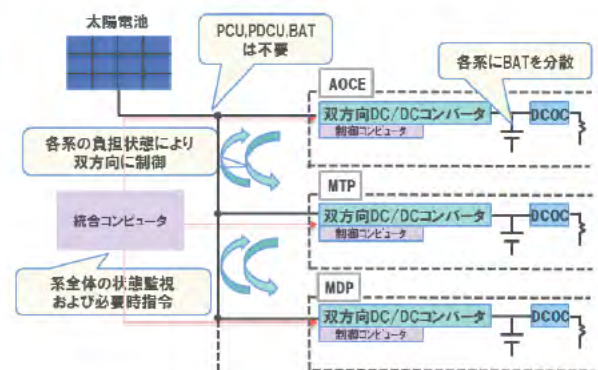 太陽電池
PCU,PDCU,BAT
は不要
各系にBATを分散
AOCE
双方向DC/DCコンバータ
制御コンピュータ
DCOC
各系の負担状態により
双方向に制御
MTP
双方向DC/DCコンバータ
制御コンピュータ
DCOC
統合コンピュータ
系全体の状態監視
および必要時指令
MDP
双方向DC/DCコンバータ
制御コンピュータ
DCOC